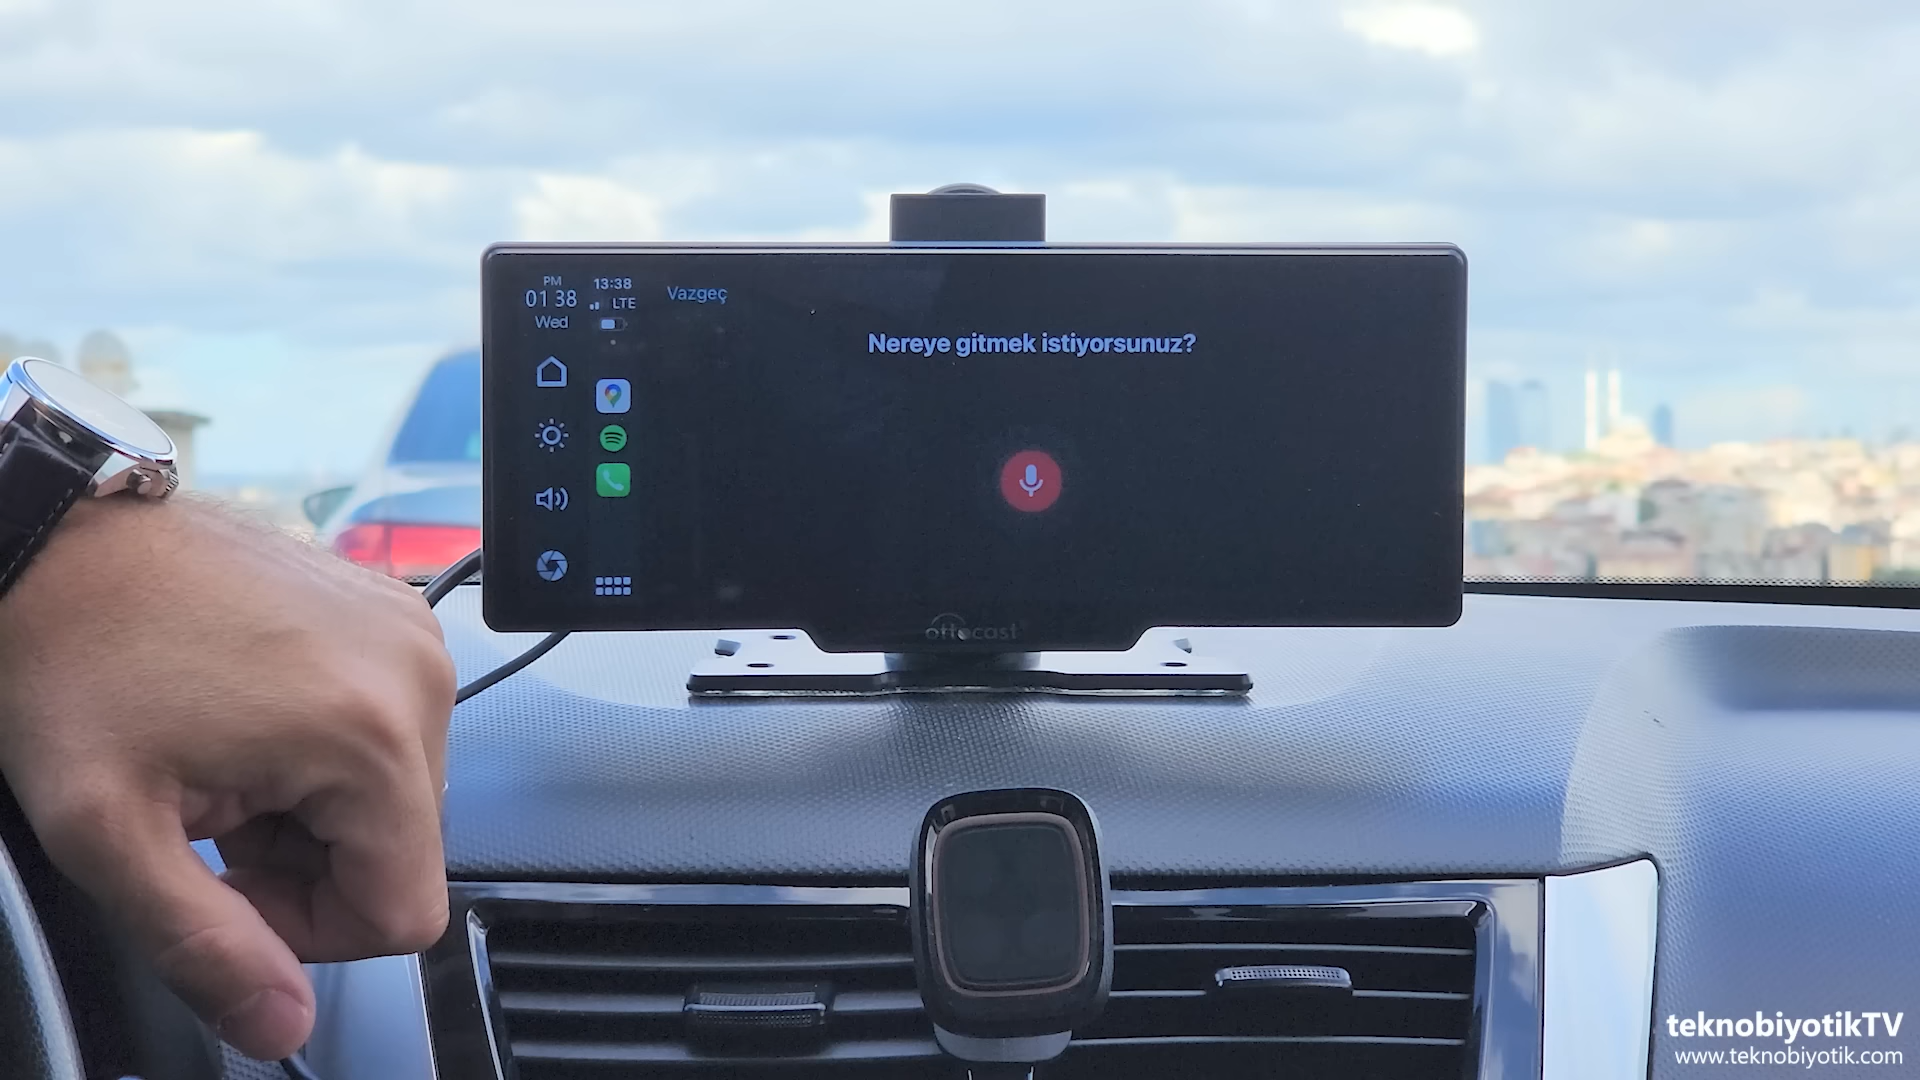 PM
01 38
Wed
13:38
LTE
Vazgeç
Nereye gitmek istiyorsunuz?
ottocast
teknobiyotikTV
www.teknobiyotik.com